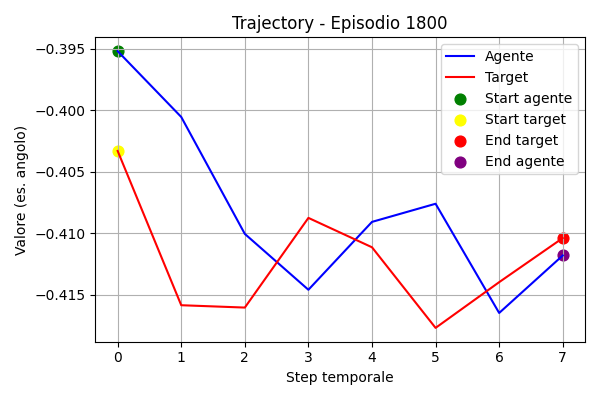 Trajectory - Episodio 1800
Agente
Target
Start agente
Start target
End target
End agente
Valore (es. angolo)
−0.395
−0.400
−0.405
−0.410
−0.415
0 1 2 3 4 5 6 7
Step temporale